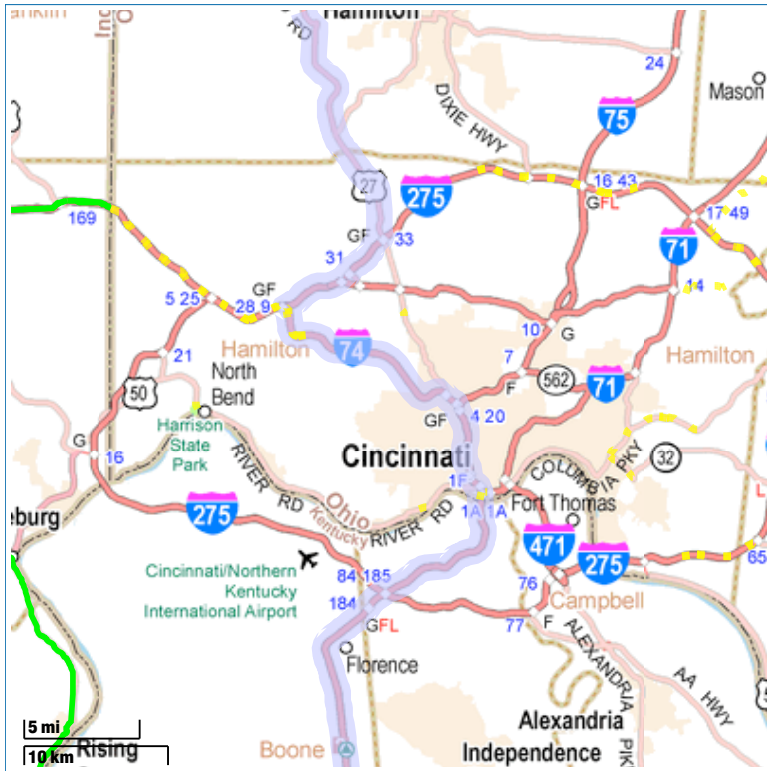 anklin
Hamilton
Ind
O
RD
24
Mason
DIXIE HWY
75
27
275
16 43
GFL
169
GF
33
17 49
31
71
5 25
28 9
GF
14
10
G
Hamilton
74
7
Hamilton
21
North
Bend
F
562
71
50
4 20
GF
Harrison
State
Park
G
16
Cincinnati
32
COLUMBIA PKY
RIVER RD
1F
L
Ohio
Kentucky
RIVER RD
1A
1A
Fort Thomas
275
eburg
471
275
65
Cincinnati/Northern
Kentucky
International Airport
84 185
76
184
Campbell
GFL
77
F
Florence
ALEXANDRIA PIK
AA HWY
5 mi
10 km
Rising
Boone
Alexandria
Independence